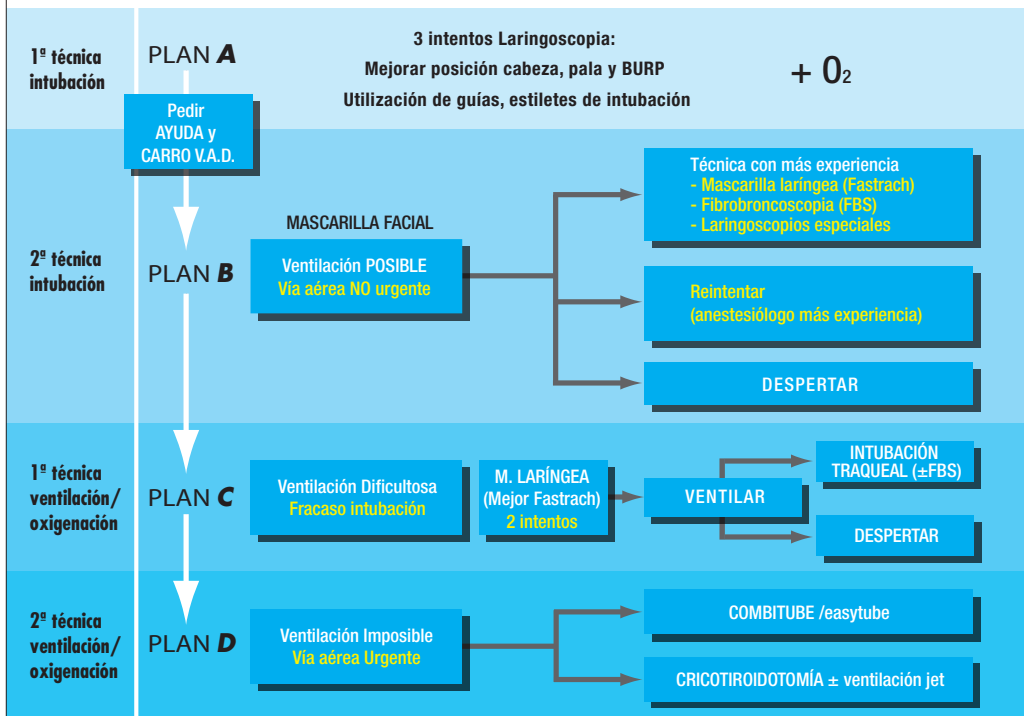 1ª técnica
intubación
PLAN A
3 intentos Laringoscopia:
Mejorar posición cabeza, pala y BURP
Utilización de guías, estiletes de intubación
+ O2
Pedir
AYUDA y
CARRO V.A.D.
2ª técnica
intubación
PLAN B
MASCARILLA FACIAL
Ventilación POSIBLE
Vía aérea NO urgente
Técnica con más experiencia
- Mascarilla laríngea (Fastrach)
- Fibrobroncoscopia (FBS)
- Laringoscopios especiales
Reintentar
(anestesiólogo más experiencia)
DESPERTAR
1ª técnica
ventilación/
oxigenación
PLAN C
Ventilación Dificultosa
Fracaso intubación
M. LARÍNGEA
(Mejor Fastrach)
2 intentos
VENTILAR
INTUBACIÓN
TRAQUEAL (±FBS)
DESPERTAR
2ª técnica
ventilación/
oxigenación
PLAN D
Ventilación Imposible
Vía aérea Urgente
COMBITUBE /easytube
CRICOTIROIDOTOMÍA ± ventilación jet